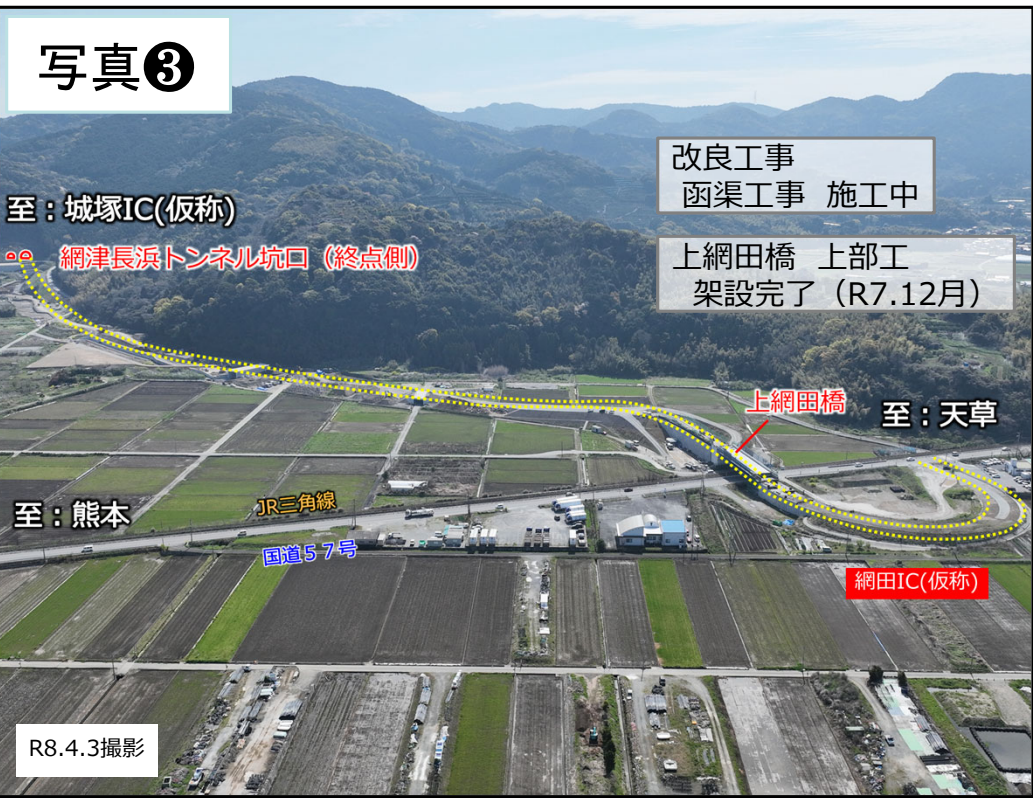 写真❸
改良工事
函渠工事 施工中
至：城塚IC(仮称)
網津長浜トンネル坑口（終点側）
上網田橋 上部工
架設完了（R7.12月）
上網田橋
至：天草
至：熊本
JR三角線
国道５７号
網田IC(仮称)
R8.4.3撮影